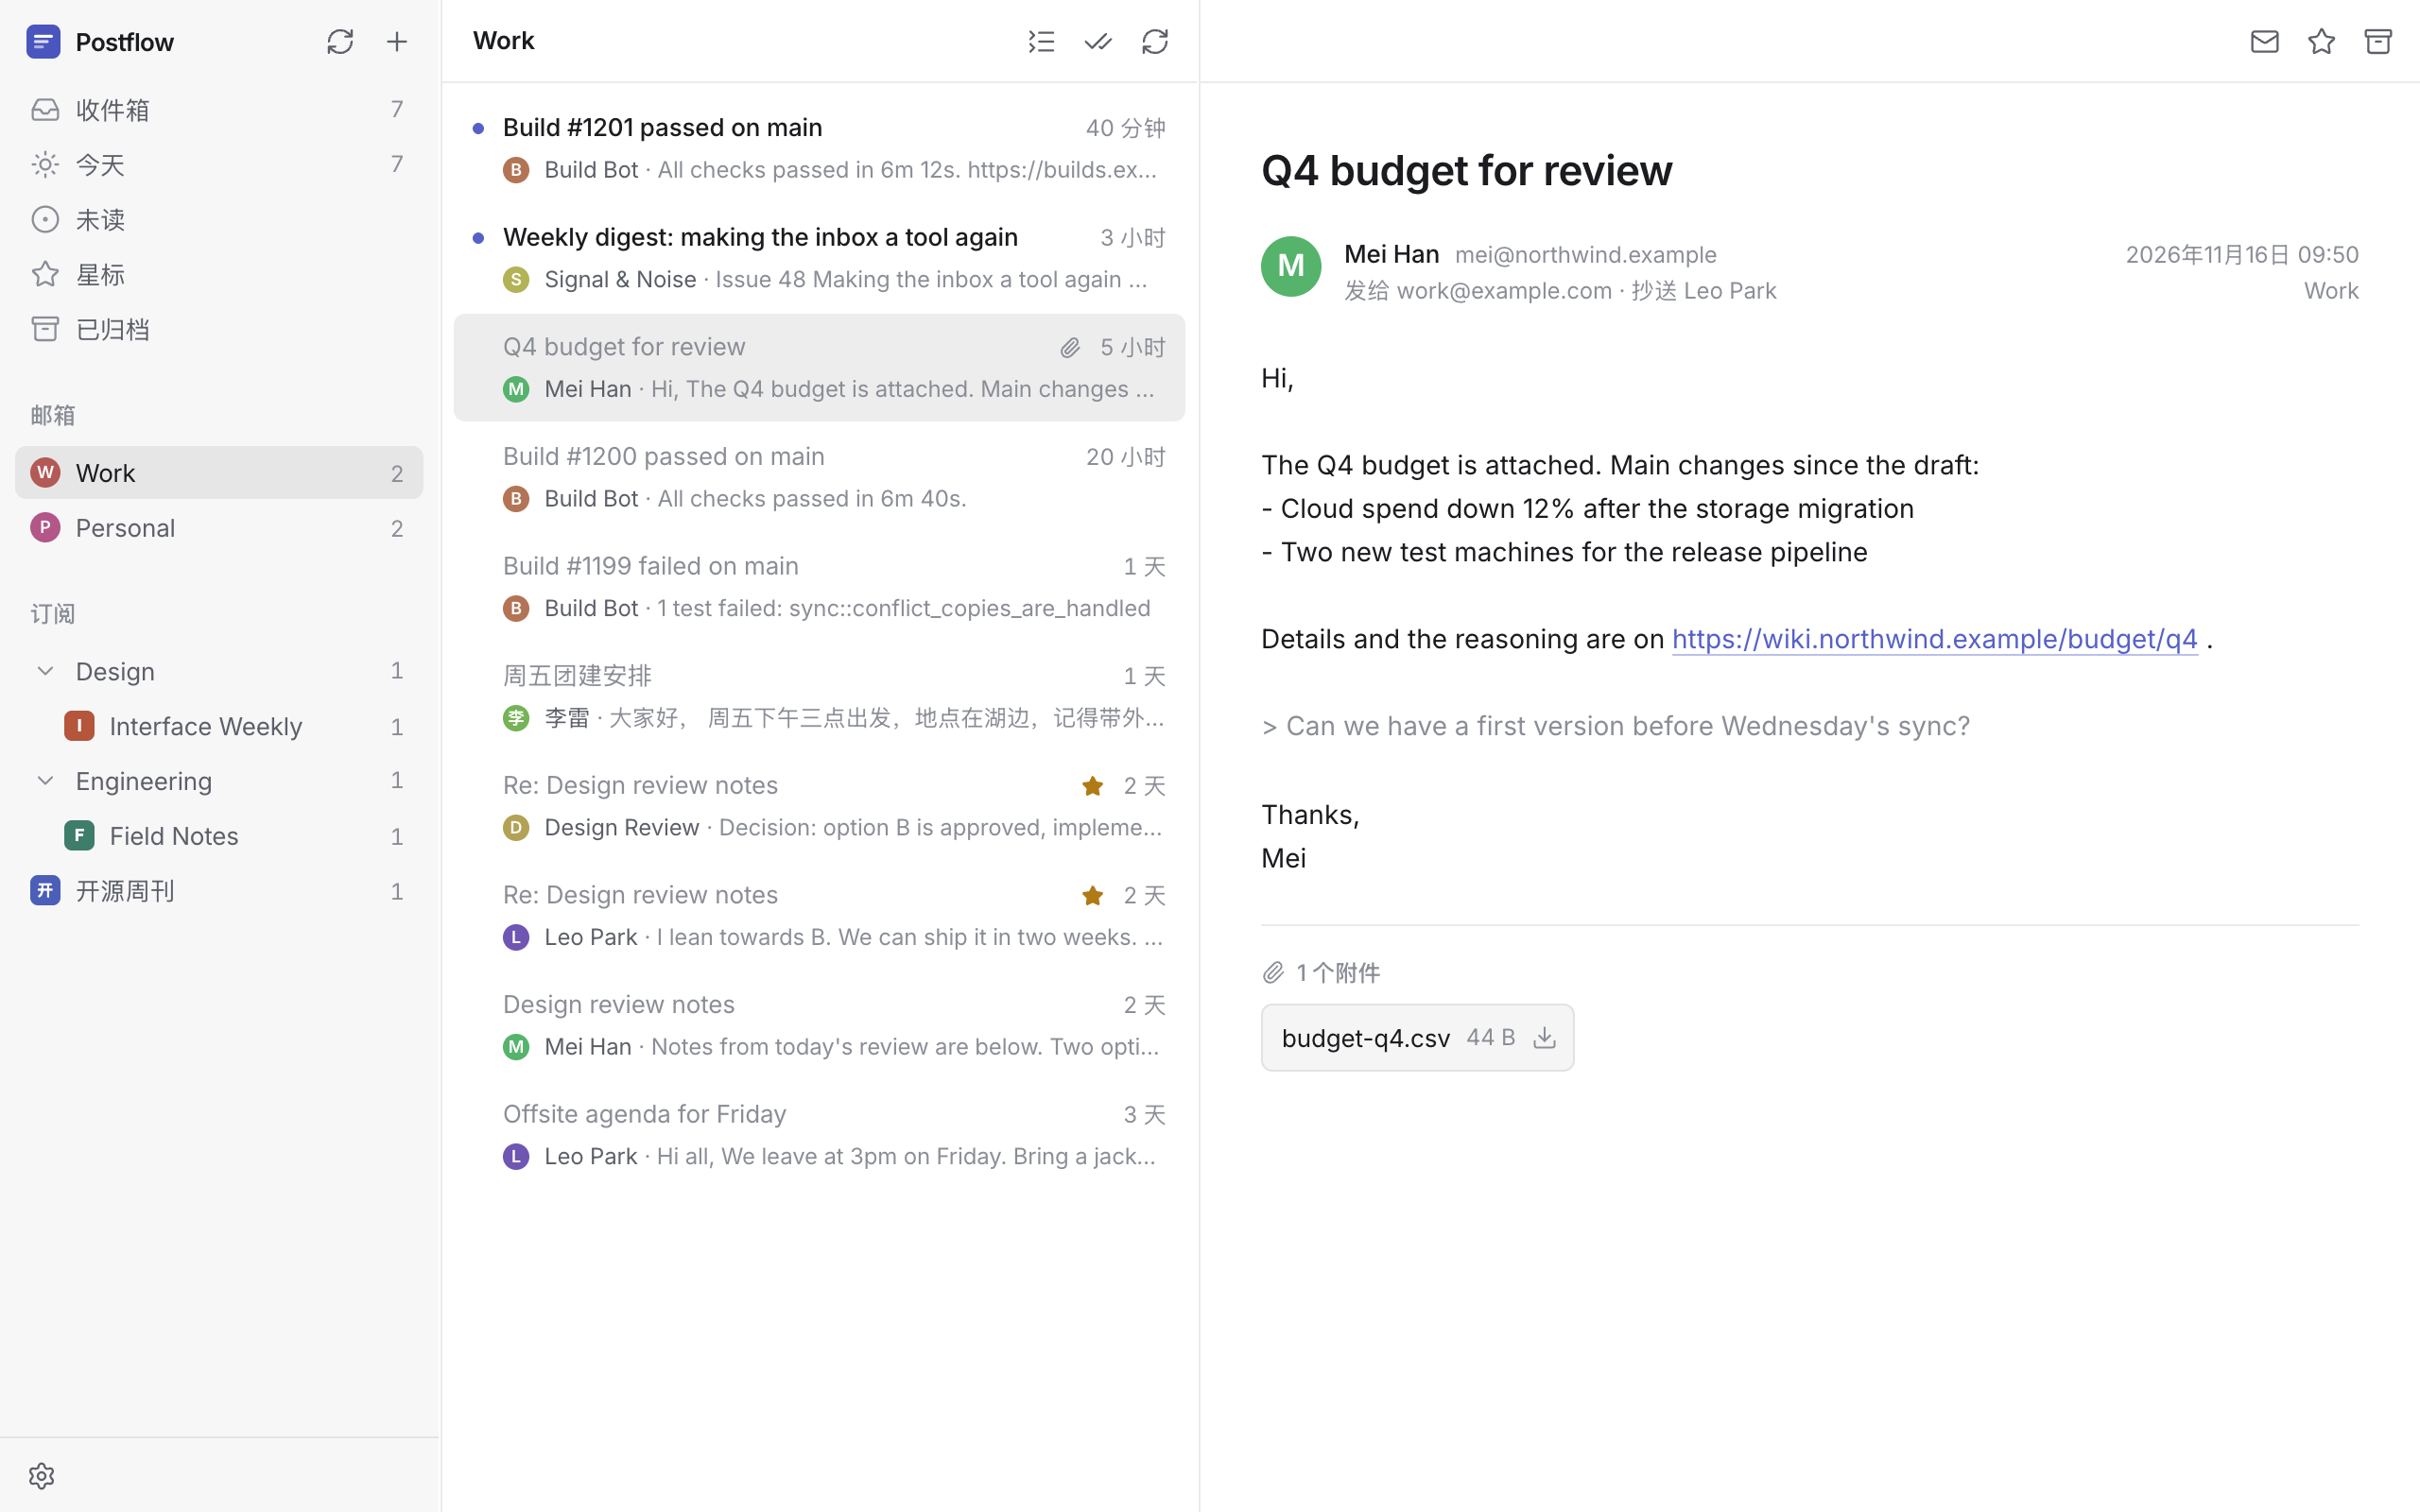 Postflow
收件箱 7
今天 7
未读
星标
已归档
邮箱
W Work 2
P Personal 2
订阅
Design 1
I Interface Weekly 1
Engineering 1
F Field Notes 1
开 开源周刊 1
Work
Build #1201 passed on main 40 分钟
B Build Bot · All checks passed in 6m 12s. https://builds.ex...
Weekly digest: making the inbox a tool again 3 小时
S Signal & Noise · Issue 48 Making the inbox a tool again ...
Q4 budget for review 5 小时
M Mei Han · Hi, The Q4 budget is attached. Main changes ...
Build #1200 passed on main 20 小时
B Build Bot · All checks passed in 6m 40s.
Build #1199 failed on main 1 天
B Build Bot · 1 test failed: sync::conflict_copies_are_handled
周五团建安排 1 天
李 李雷 · 大家好， 周五下午三点出发，地点在湖边，记得带外...
Re: Design review notes 2 天
D Design Review · Decision: option B is approved, impleme...
Re: Design review notes 2 天
L Leo Park · I lean towards B. We can ship it in two weeks. ...
Design review notes 2 天
M Mei Han · Notes from today's review are below. Two opti...
Offsite agenda for Friday 3 天
L Leo Park · Hi all, We leave at 3pm on Friday. Bring a jack...
Q4 budget for review
M Mei Han mei@northwind.example 2026年11月16日 09:50
发给 work@example.com · 抄送 Leo Park Work
Hi,
The Q4 budget is attached. Main changes since the draft:
- Cloud spend down 12% after the storage migration
- Two new test machines for the release pipeline
Details and the reasoning are on https://wiki.northwind.example/budget/q4 .
> Can we have a first version before Wednesday's sync?
Thanks,
Mei
1 个附件
budget-q4.csv 44 B